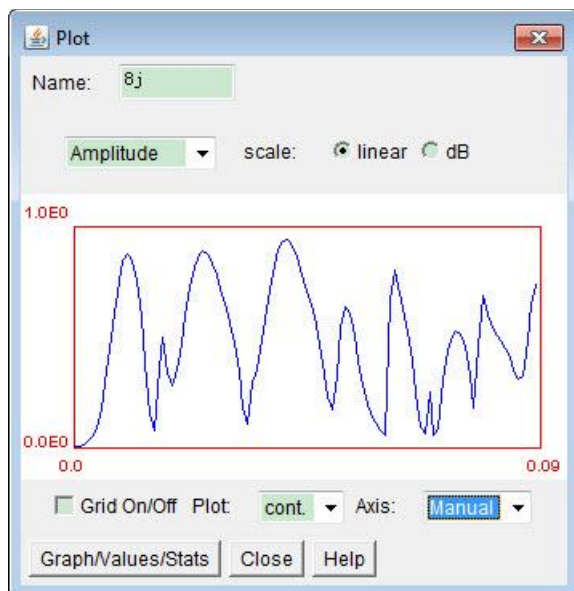 Plot
Name: 8j
Amplitude scale: linear dB
1.0E0
0.0E0
0.0 0.09
Grid On/Off Plot: cont. Axis: Manual
Graph/Values/Stats Close Help